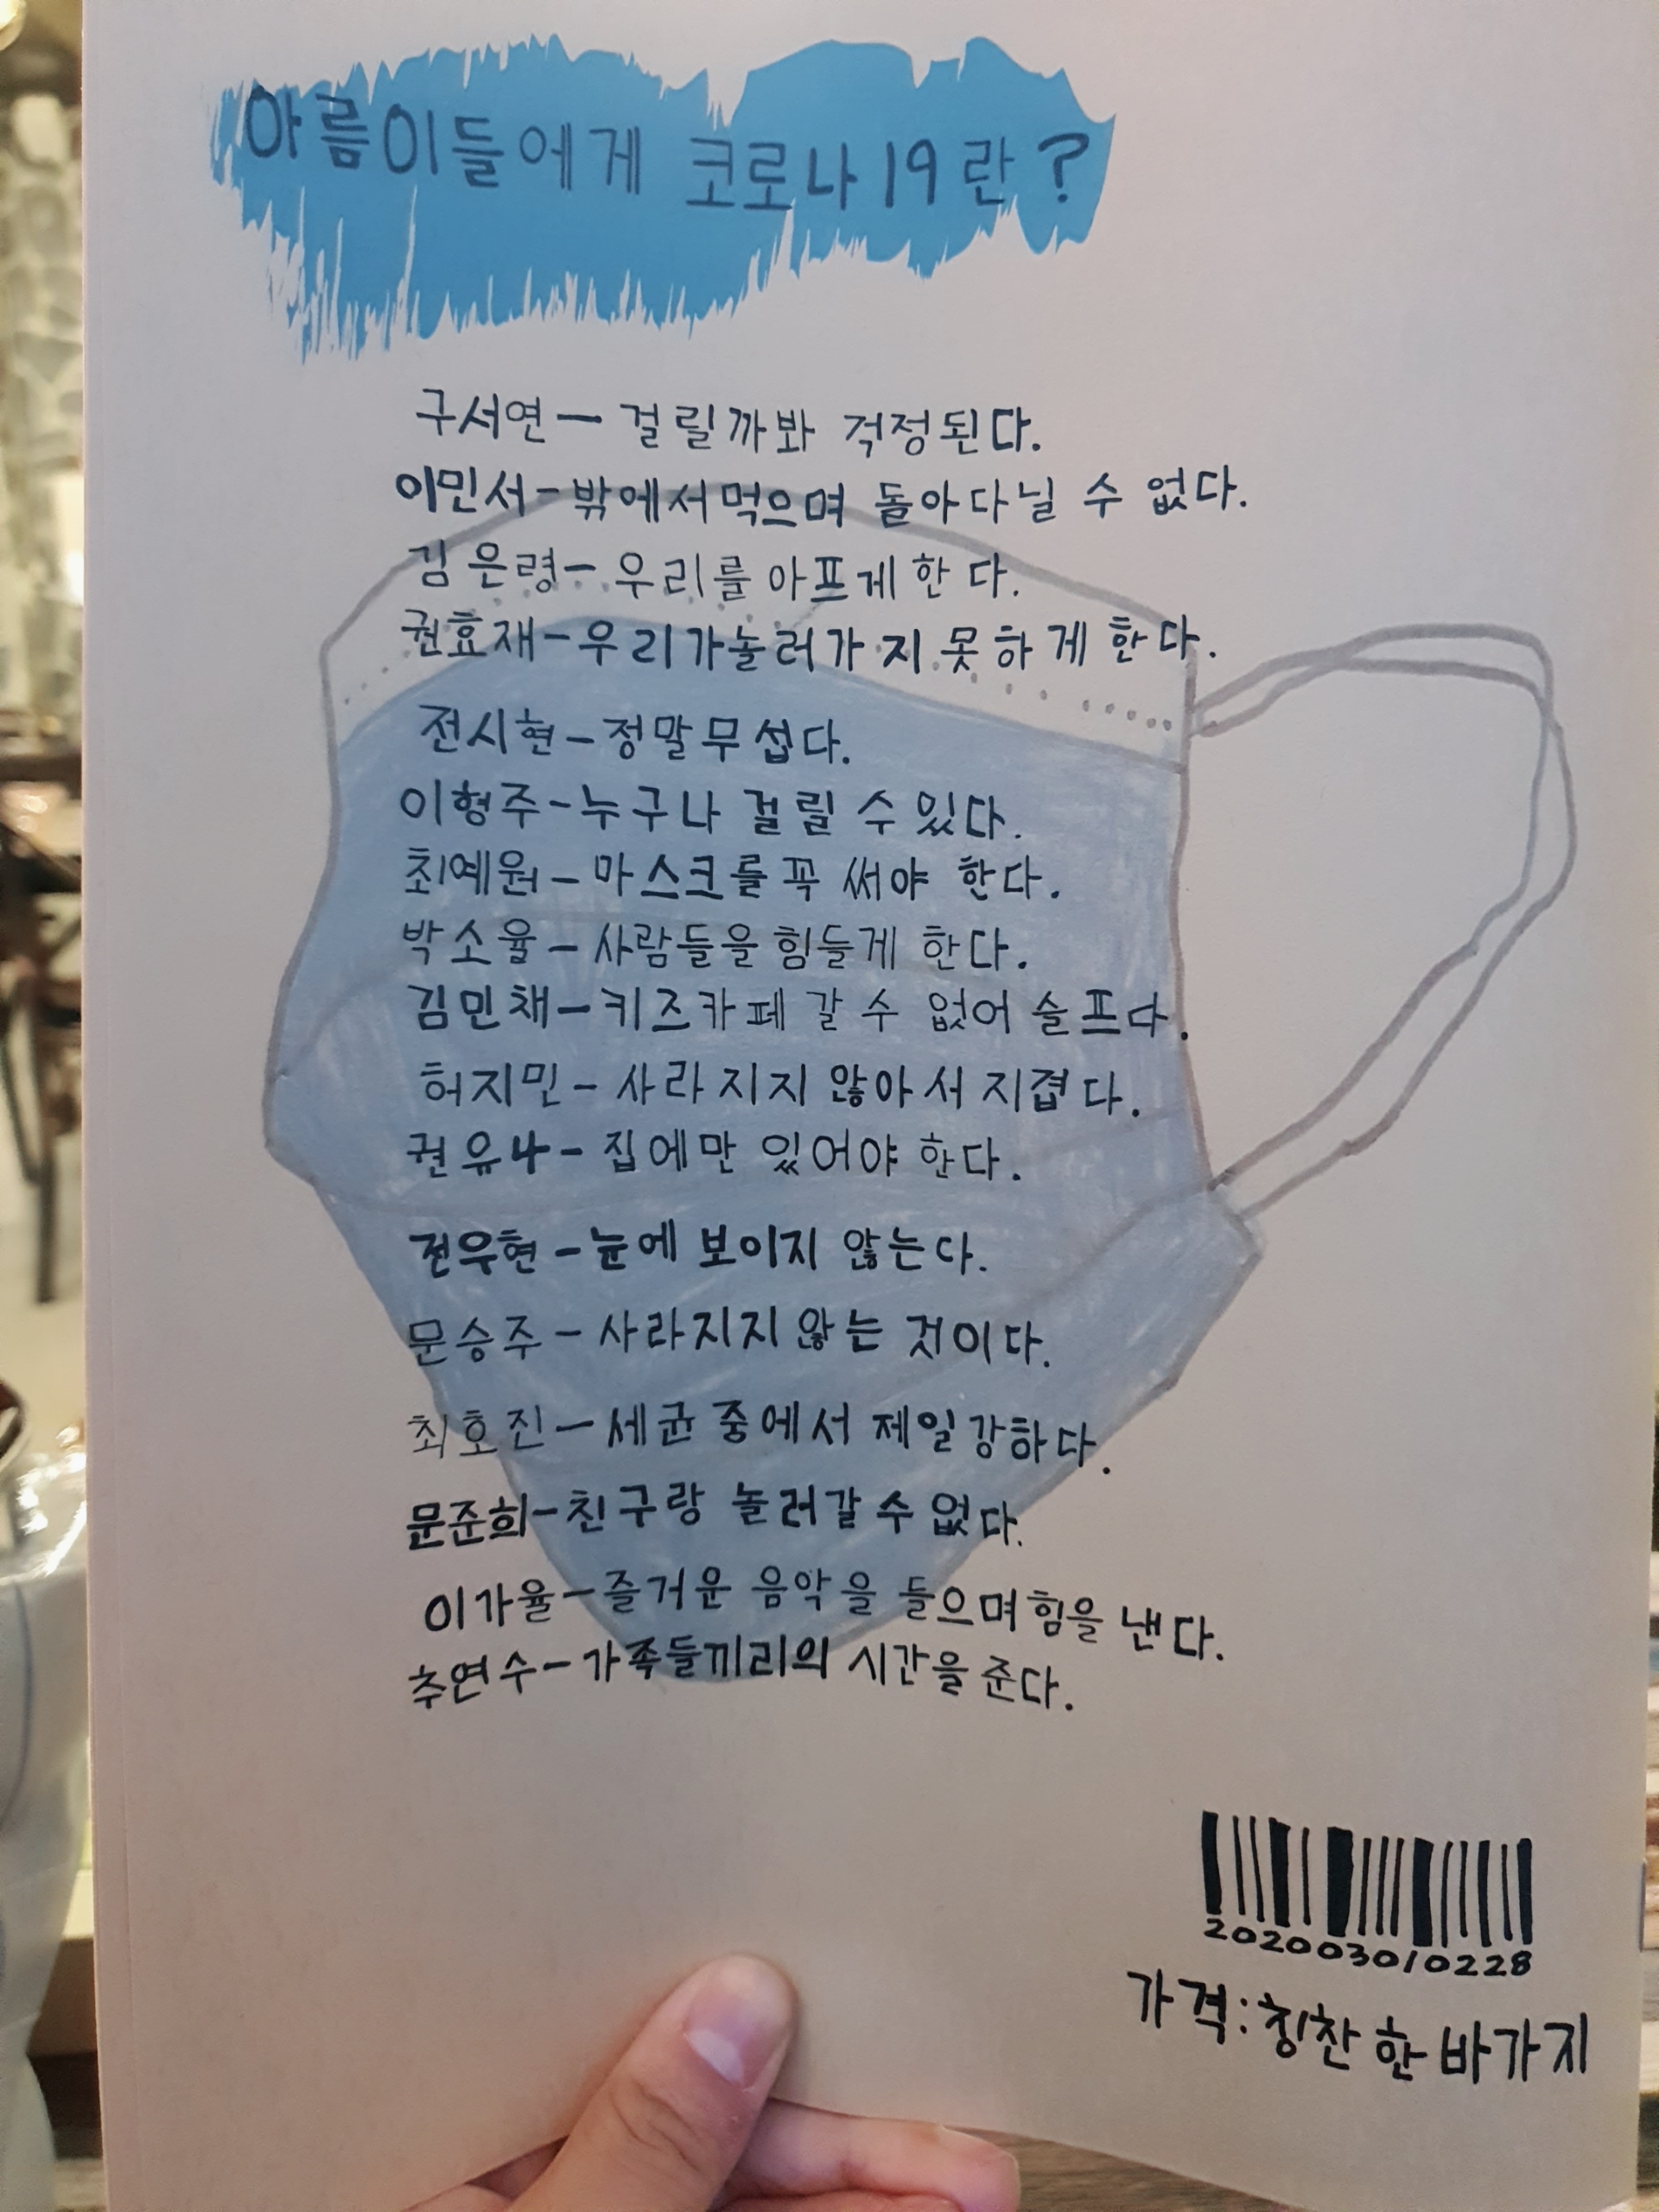 아름이들에게 코로나19란?
구서연- 걸릴까봐 걱정된다.
이민서-밖에서먹으며 돌아다닐 수 없다.
김은령- 우리를 아프게 한다.
권효재-우리가놀러가지못하게 한다.
전시현-정말무섭다.
이형주-누구나 걸릴 수 있다.
최예원-마스크를 꼭 써야 한다.
박소율-사람들을 힘들게 한다.
김민채-키즈카페 갈 수 없어 슬프다.
허지민-사라지지 않아서 지겹다.
권유나-집에만 있어야 한다.
전우현-눈에 보이지 않는다.
문승주-사라지지 않는 것이다.
최호진-세균 중에서 제일강하다.
문준희-친구랑 놀러갈 수 없다.
이가율-즐거운 음악을 들으며힘을 낸다.
추연수-가족들끼리의 시간을 준다.
202003010228
가격:칭찬 한 바가지